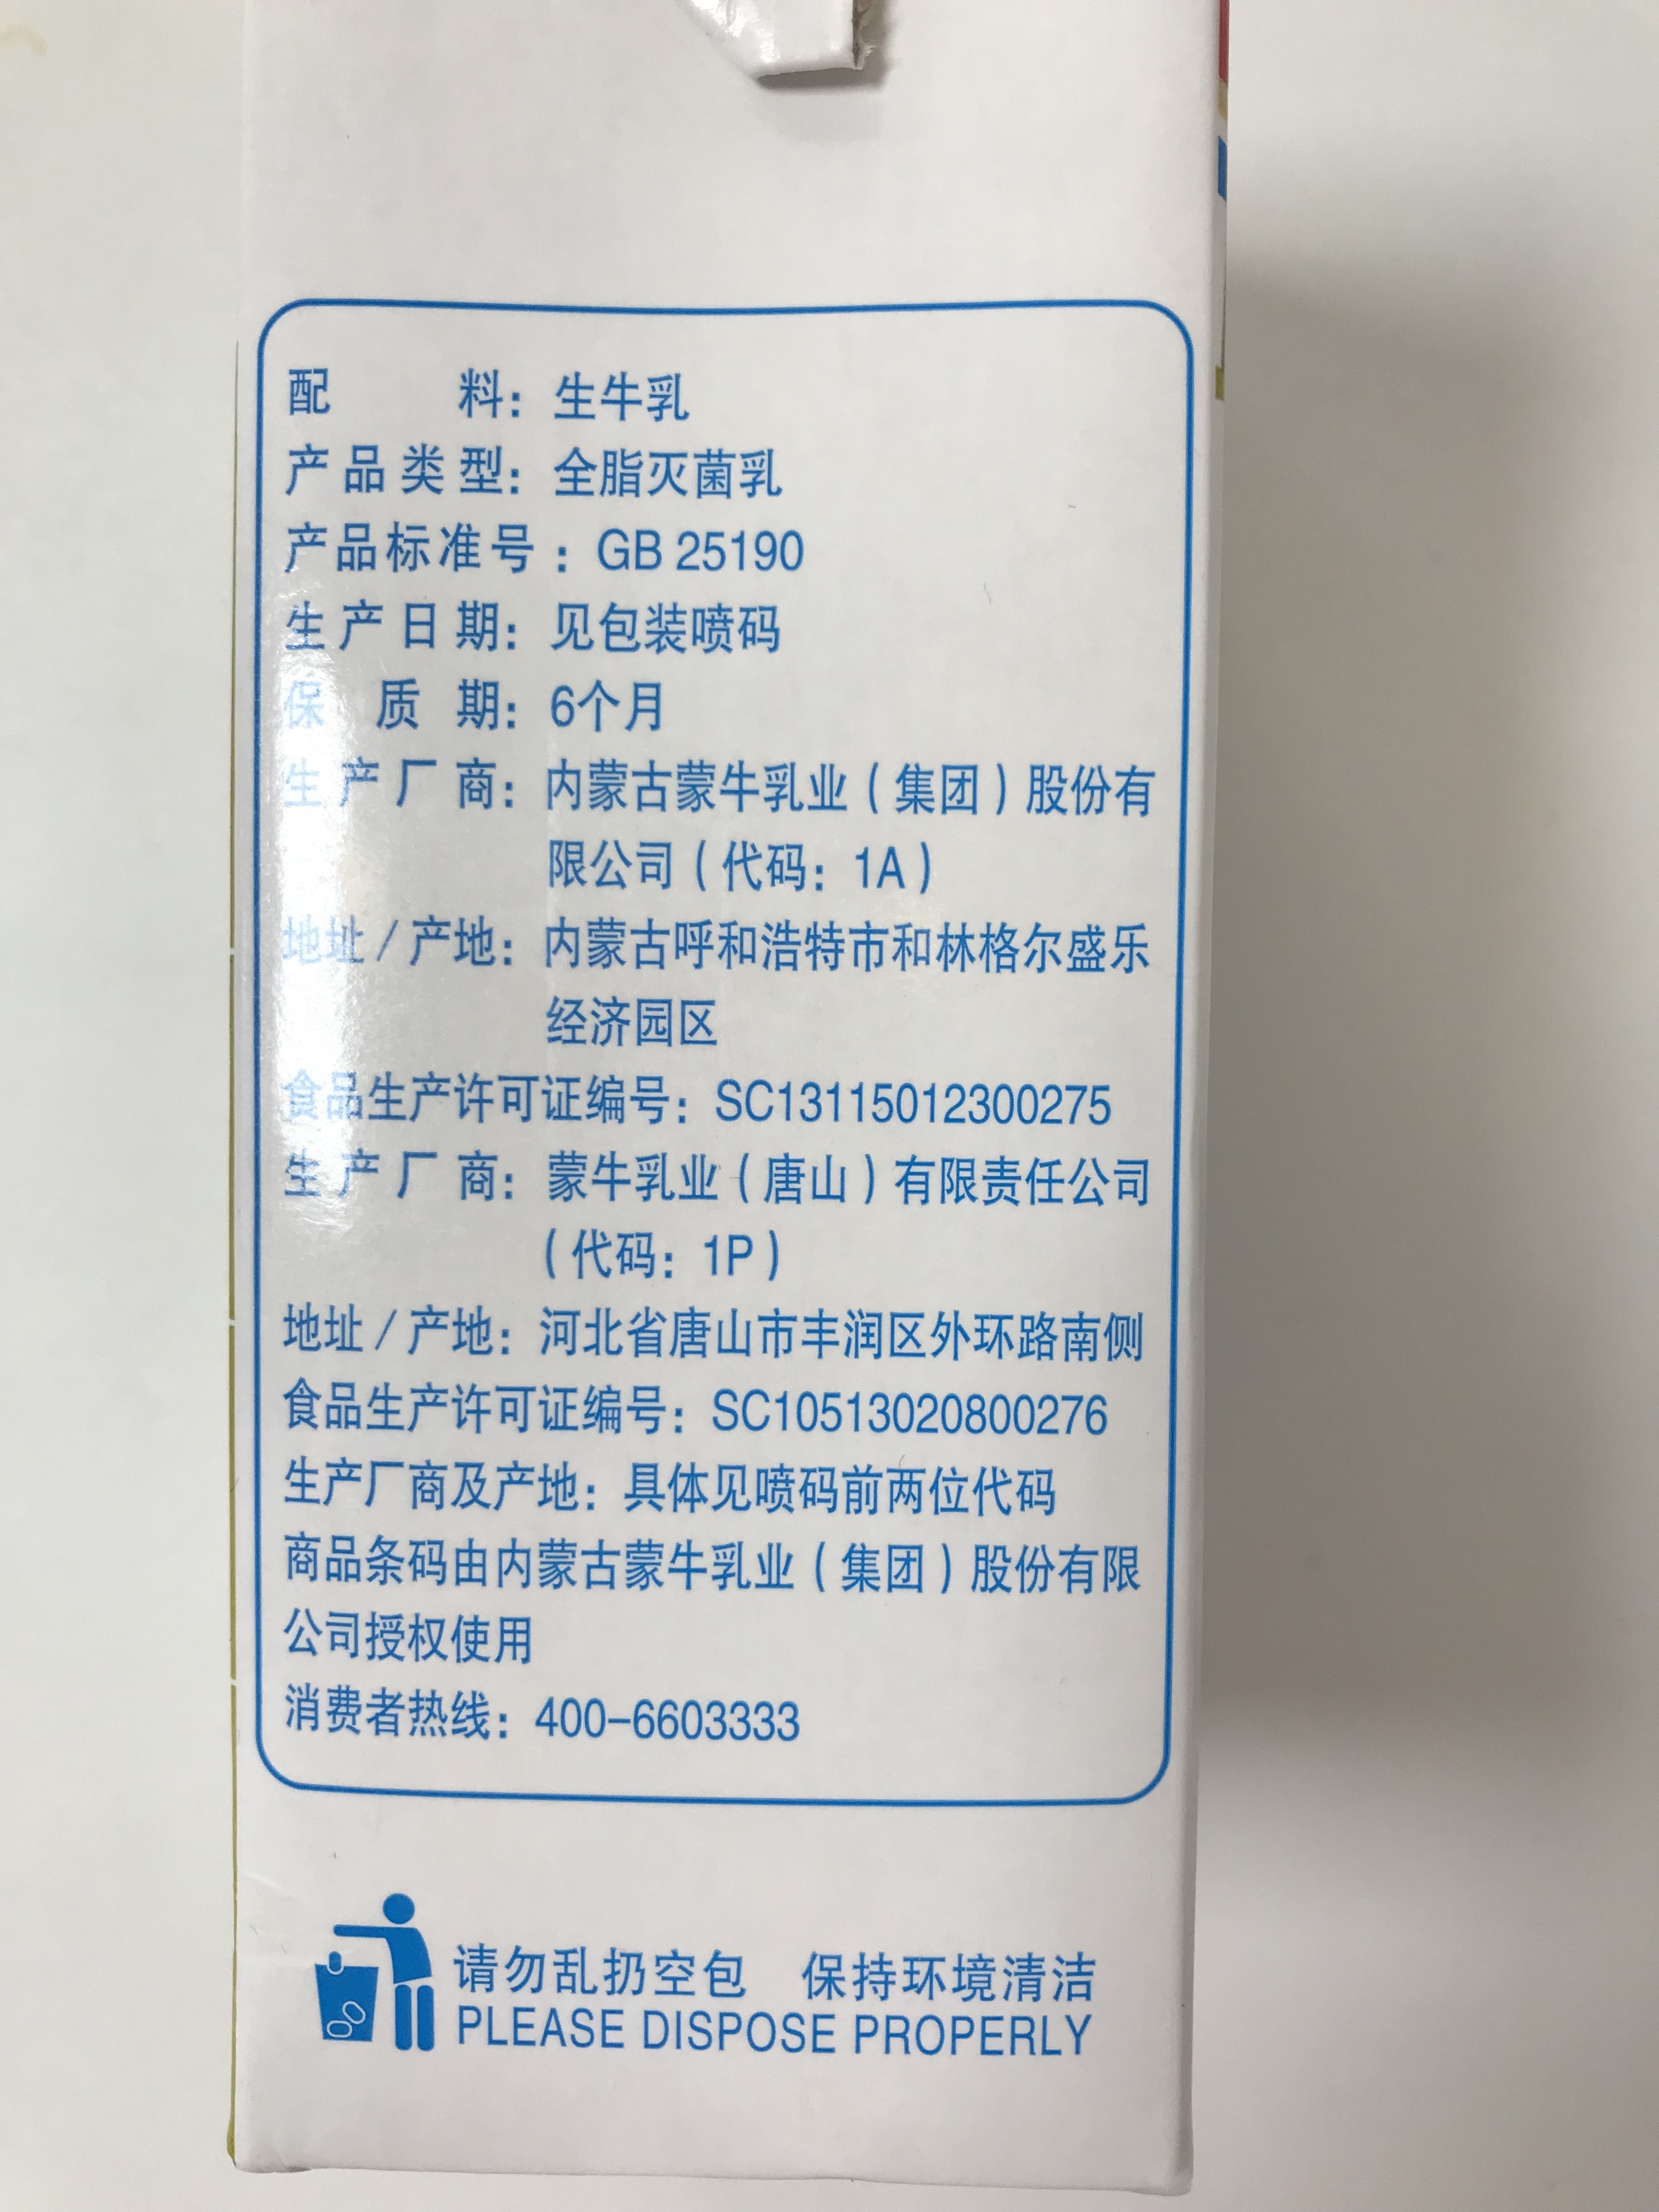 配料：生牛乳
产品类型：全脂灭菌乳
产品标准号：GB 25190
生产日期：见包装喷码
保质期：6个月
生产厂商：内蒙古蒙牛乳业（集团）股份有
限公司（代码：1A）
地址/产地：内蒙古呼和浩特市和林格尔盛乐
经济园区
食品生产许可证编号：SC13115012300275
生产厂商：蒙牛乳业（唐山）有限责任公司
（代码：1P）
地址/产地：河北省唐山市丰润区外环路南侧
食品生产许可证编号：SC10513020800276
生产厂商及产地：具体见喷码前两位代码
商品条码由内蒙古蒙牛乳业（集团）股份有限
公司授权使用
消费者热线：400-6603333
请勿乱扔空包 保持环境清洁
PLEASE DISPOSE PROPERLY